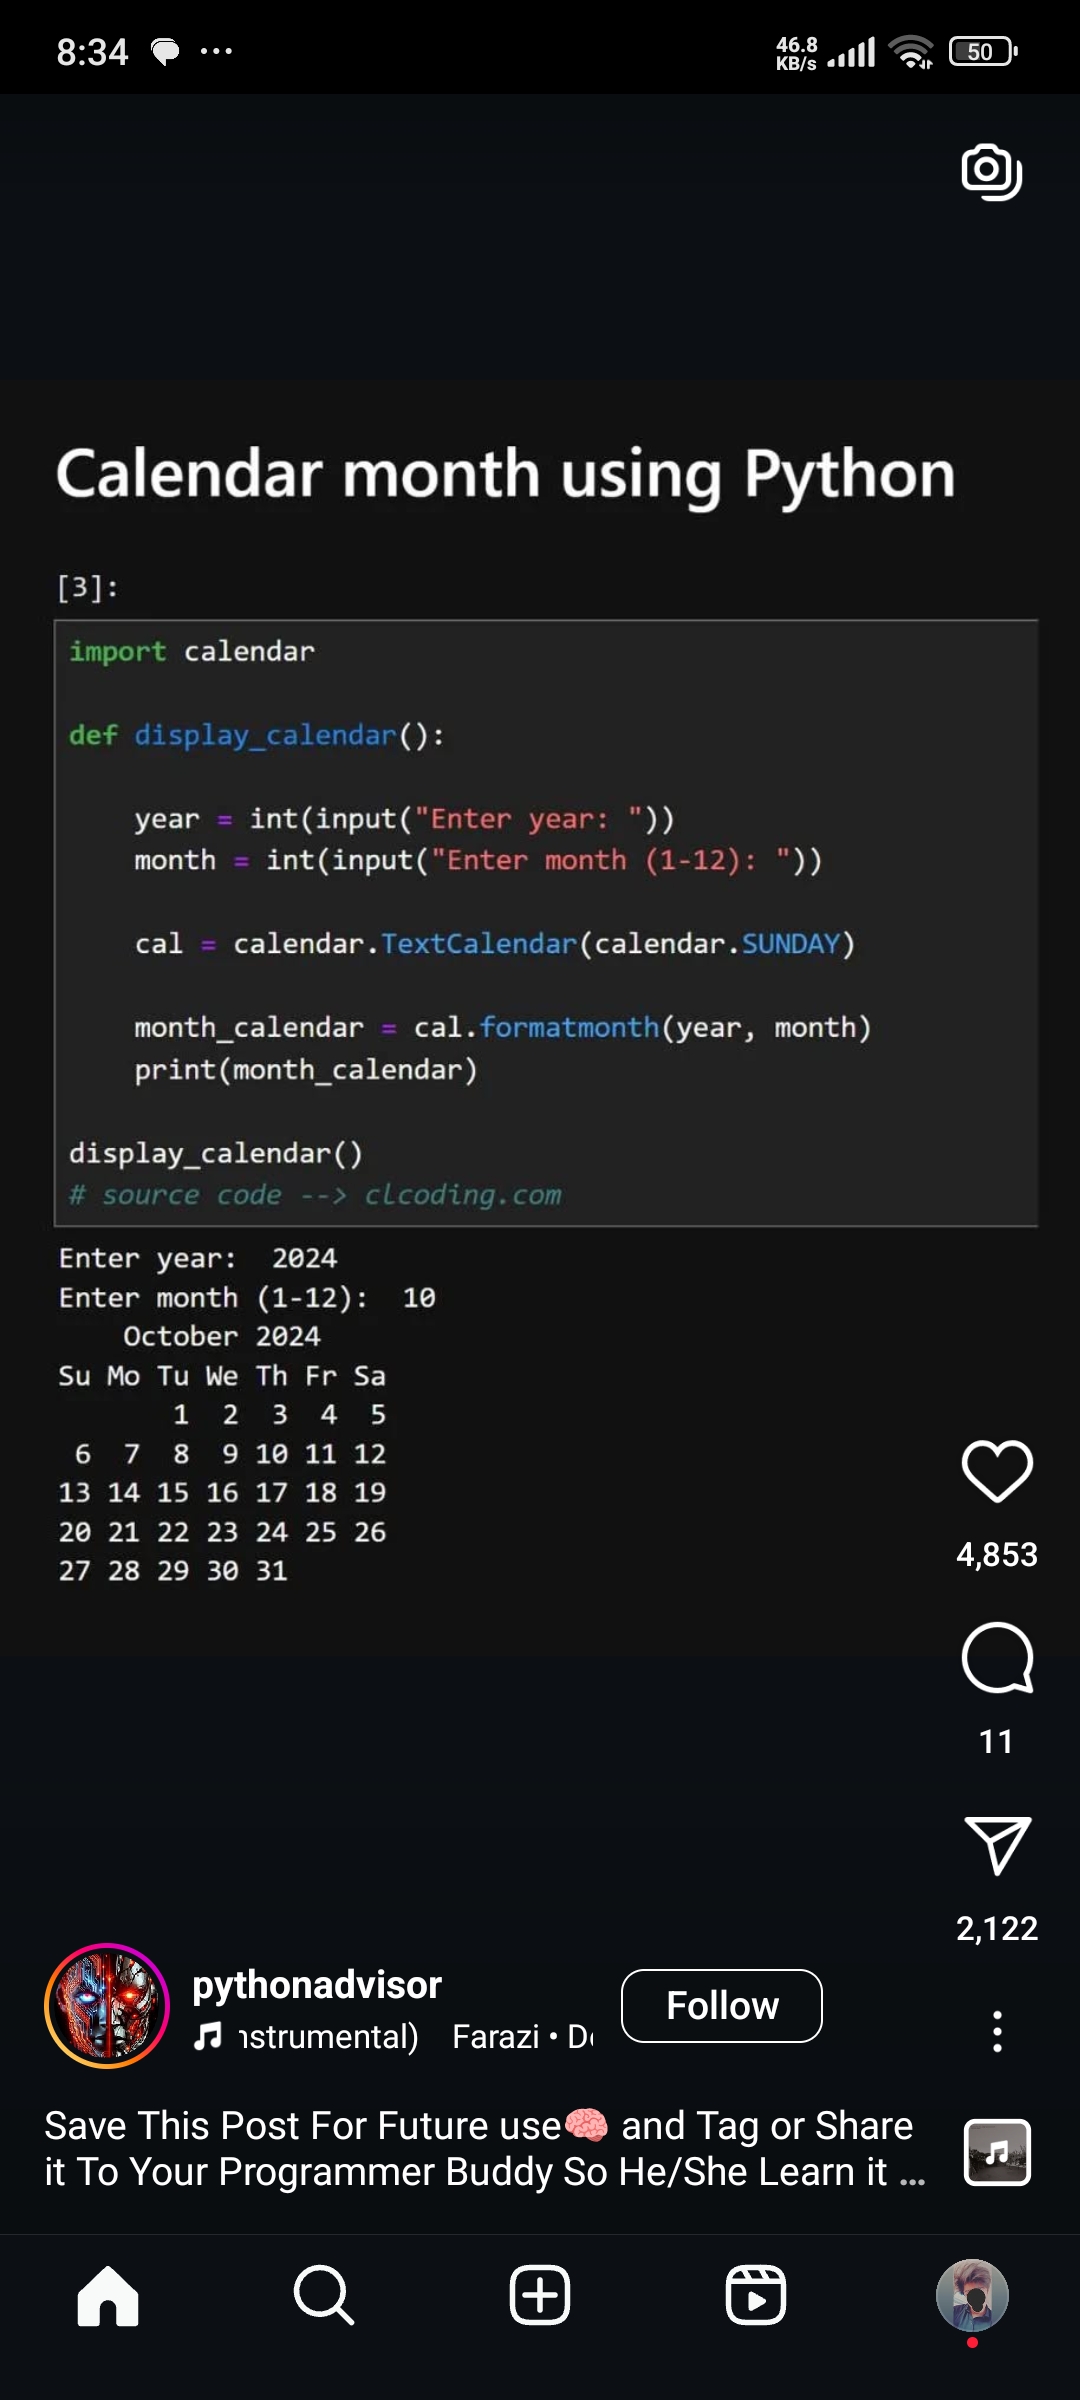 8:34
46.8
KB/s
50
Calendar month using Python
[3]:
import calendar
def display_calendar():
    year = int(input("Enter year: "))
    month = int(input("Enter month (1-12): "))
    cal = calendar.TextCalendar(calendar.SUNDAY)
    month_calendar = cal.formatmonth(year, month)
    print(month_calendar)
display_calendar()
# source code --> clcoding.com
Enter year:  2024
Enter month (1-12):  10
    October 2024
Su Mo Tu We Th Fr Sa
       1  2  3  4  5
 6  7  8  9 10 11 12
13 14 15 16 17 18 19
20 21 22 23 24 25 26
27 28 29 30 31
4,853
11
2,122
pythonadvisor
Follow
nstrumental) Farazi • De
Save This Post For Future use🧠 and Tag or Share
it To Your Programmer Buddy So He/She Learn it ...